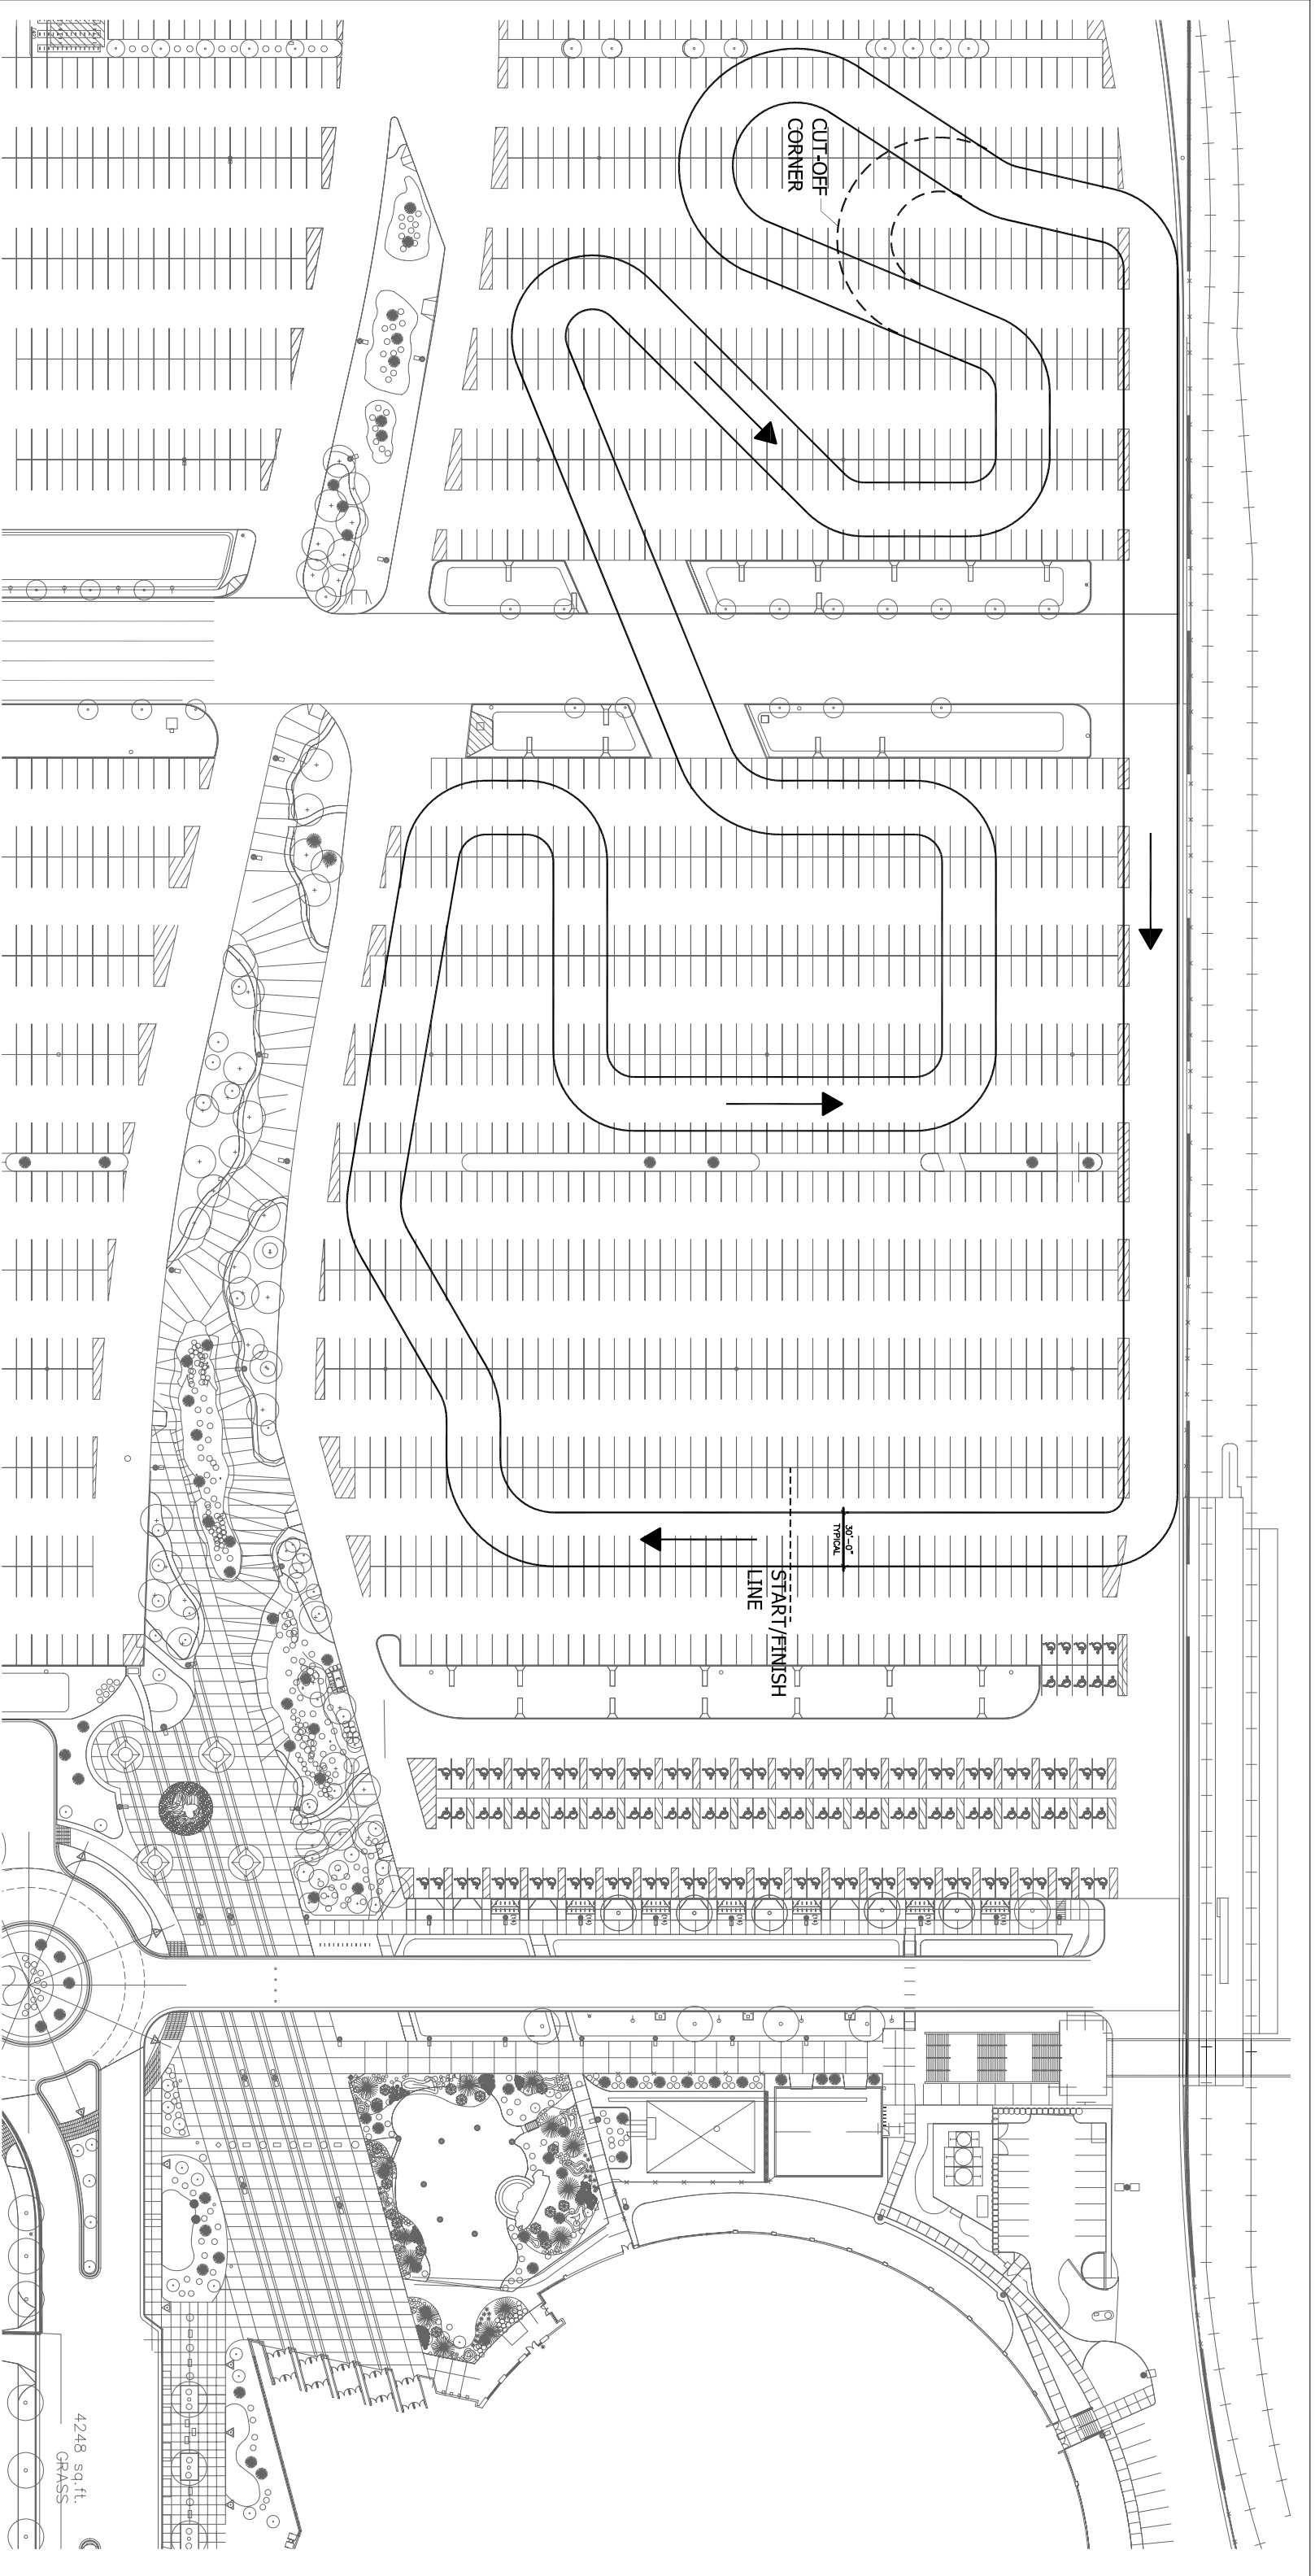 CUT-OFF
CORNER
30'-0"
TYPICAL
START/FINISH
LINE
4248 sq.ft.
GRASS